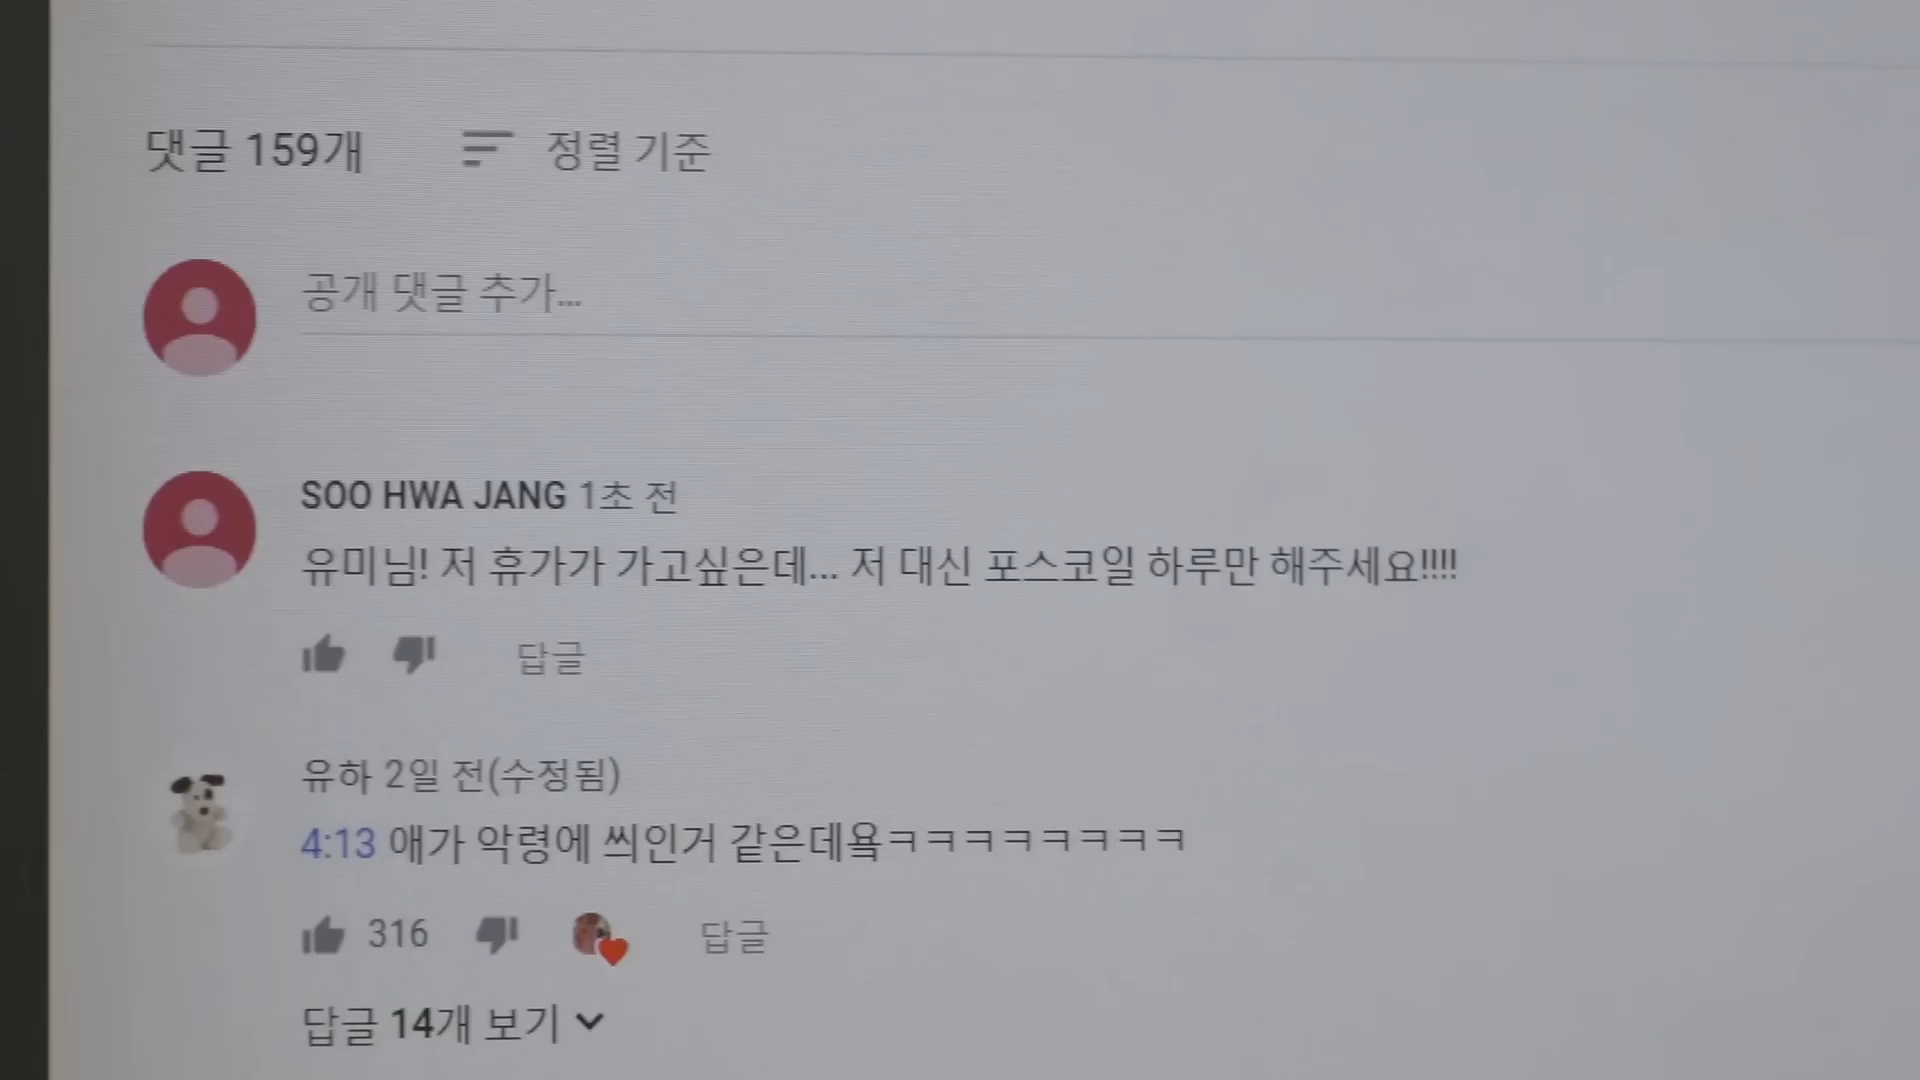 댓글 159개 정렬 기준
공개 댓글 추가...
SOO HWA JANG 1초 전
유미님! 저 휴가가 가고싶은데... 저 대신 포스코일 하루만 해주세요!!!!
답글
유하 2일 전(수정됨)
4:13 애가 악령에 씌인거 같은데욬ㅋㅋㅋㅋㅋㅋㅋㅋ
316 답글
답글 14개 보기